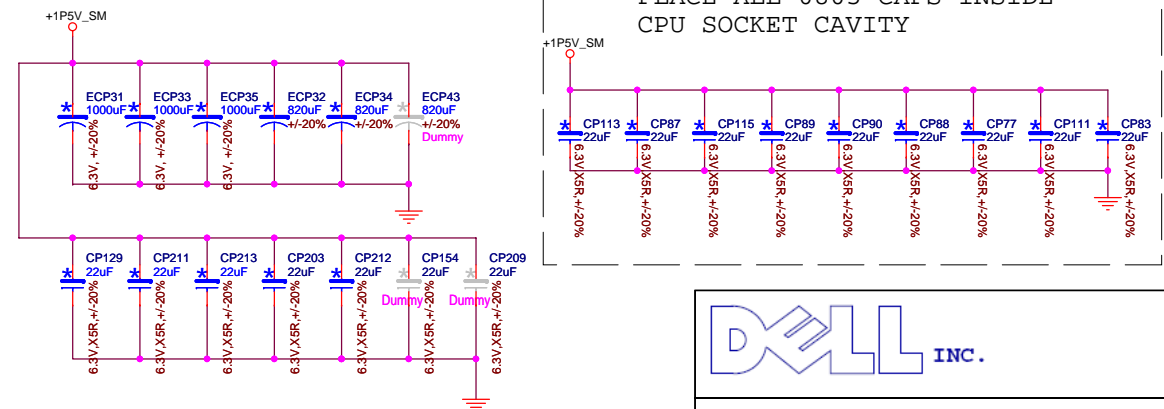 +1P5V_SM
ECP31 ECP33 ECP35 ECP32 ECP34 ECP43
1000uF 1000uF 1000uF 820uF 820uF 820uF
+/-20% +/-20% +/-20%
Dummy
6.3V, +/-20% 6.3V, +/-20% 6.3V, +/-20%
CP129 CP211 CP213 CP203 CP212 CP154 CP209
22uF 22uF 22uF 22uF 22uF 22uF 22uF
Dummy Dummy
6.3V,X5R,+/-20% 6.3V,X5R,+/-20% 6.3V,X5R,+/-20% 6.3V,X5R,+/-20% 6.3V,X5R,+/-20% 6.3V,X5R,+/-20% 6.3V,X5R,+/-20%
CPU SOCKET CAVITY
+1P5V_SM
CP113 CP87 CP115 CP89 CP90 CP88 CP77 CP111 CP83
22uF 22uF 22uF 22uF 22uF 22uF 22uF 22uF 22uF
6.3V,X5R,+/-20% 6.3V,X5R,+/-20% 6.3V,X5R,+/-20% 6.3V,X5R,+/-20% 6.3V,X5R,+/-20% 6.3V,X5R,+/-20% 6.3V,X5R,+/-20% 6.3V,X5R,+/-20% 6.3V,X5R,+/-20%
DELL INC.